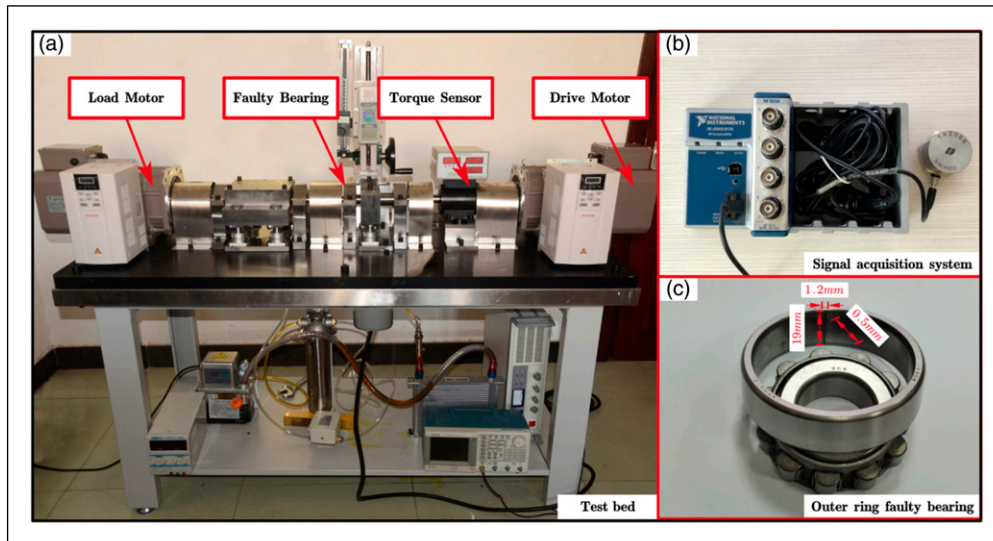 (a)
Load Motor
Faulty Bearing
Torque Sensor
Drive Motor
Test bed
(b)
NATIONAL
INSTRUMENTS
Signal acquisition system
(c)
1.2mm
19mm
0.5mm
Outer ring faulty bearing